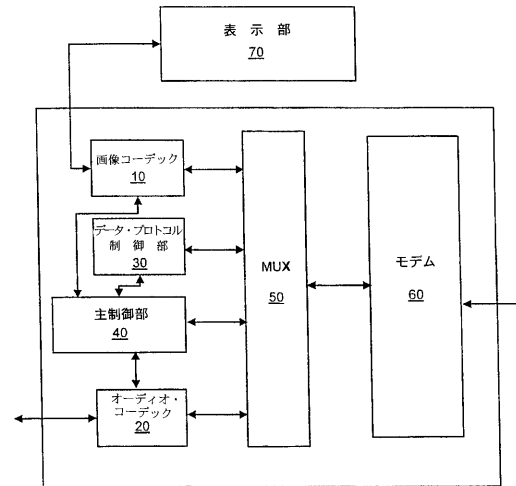 表 示 部
70
画像コーデック
10
データ・プロトコル
制 御 部
30
主制御部
40
オーディオ・
コーデック
20
MUX
50
モデム
60